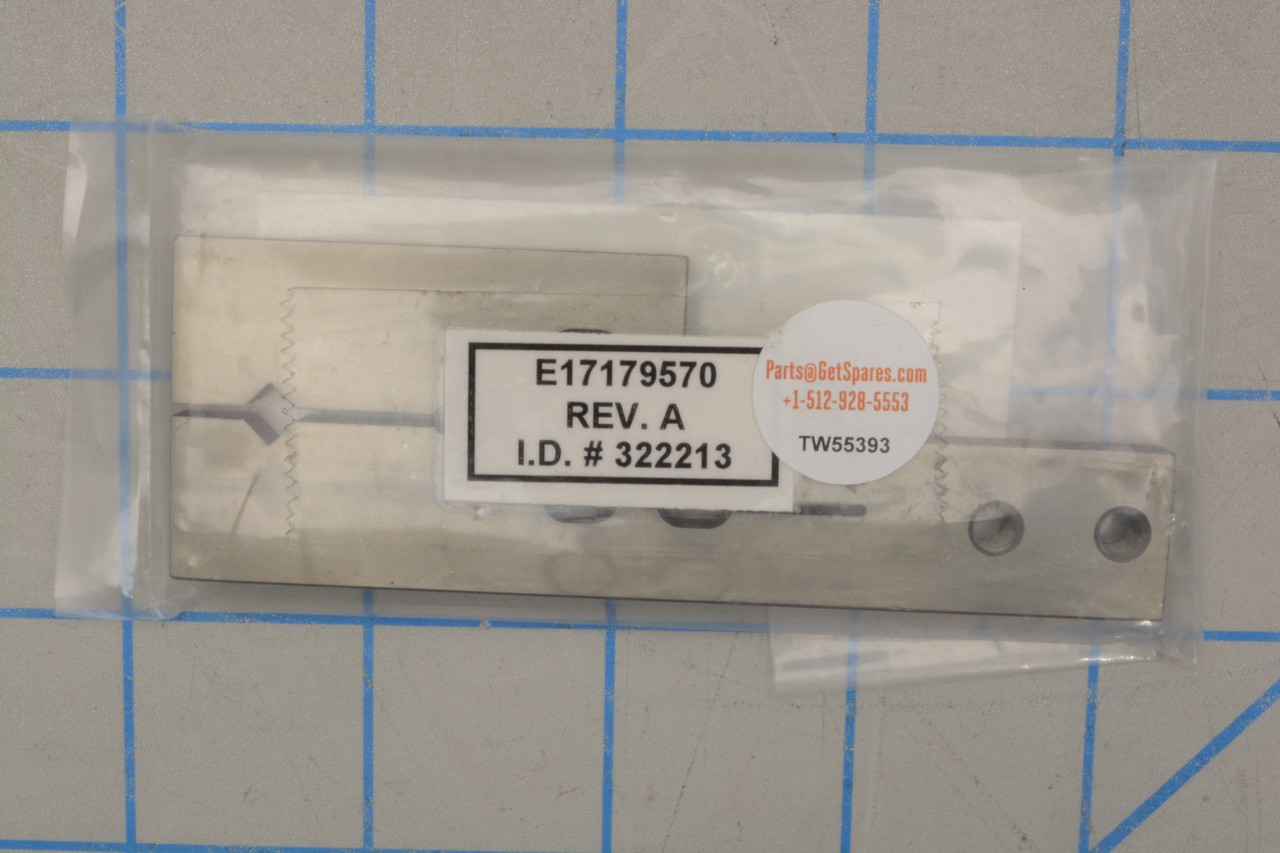 E17179570
REV. A
I.D. # 322213
Parts@GetSpares.com
+1-512-928-5553
TW55393